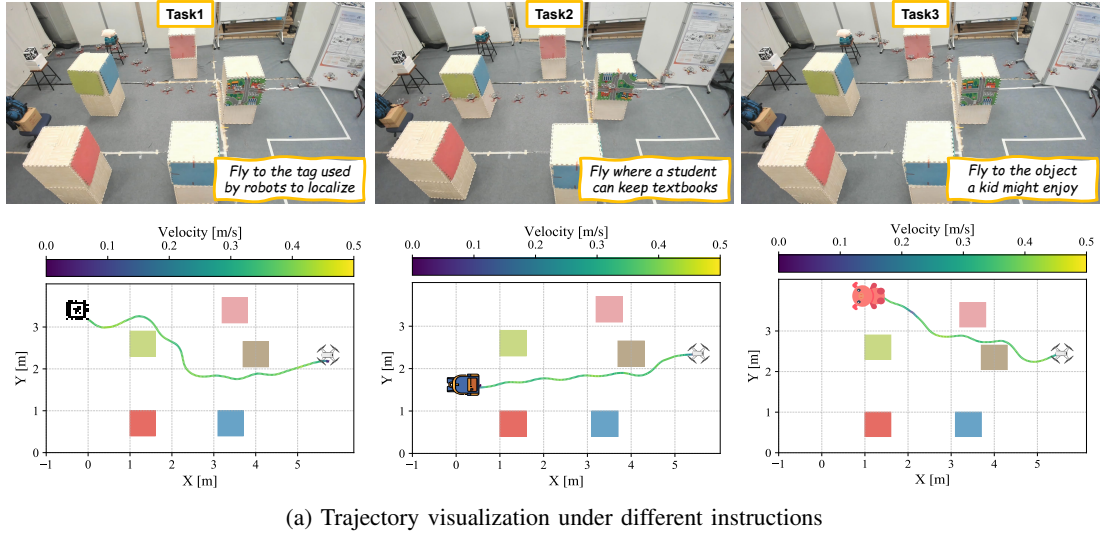 Task1
Task2
Task3
Fly to the tag used
by robots to localize
Fly where a student
can keep textbooks
Fly to the object
a kid might enjoy
Velocity [m/s]
0.0 0.1 0.2 0.3 0.4 0.5
Y [m]
3
2
1
0
−1 0 1 2 3 4 5
X [m]
Velocity [m/s]
0.0 0.1 0.2 0.3 0.4 0.5
Y [m]
3
2
1
0
−1 0 1 2 3 4 5
X [m]
Velocity [m/s]
0.0 0.1 0.2 0.3 0.4 0.5
Y [m]
3
2
1
0
−1 0 1 2 3 4 5
X [m]
(a) Trajectory visualization under different instructions